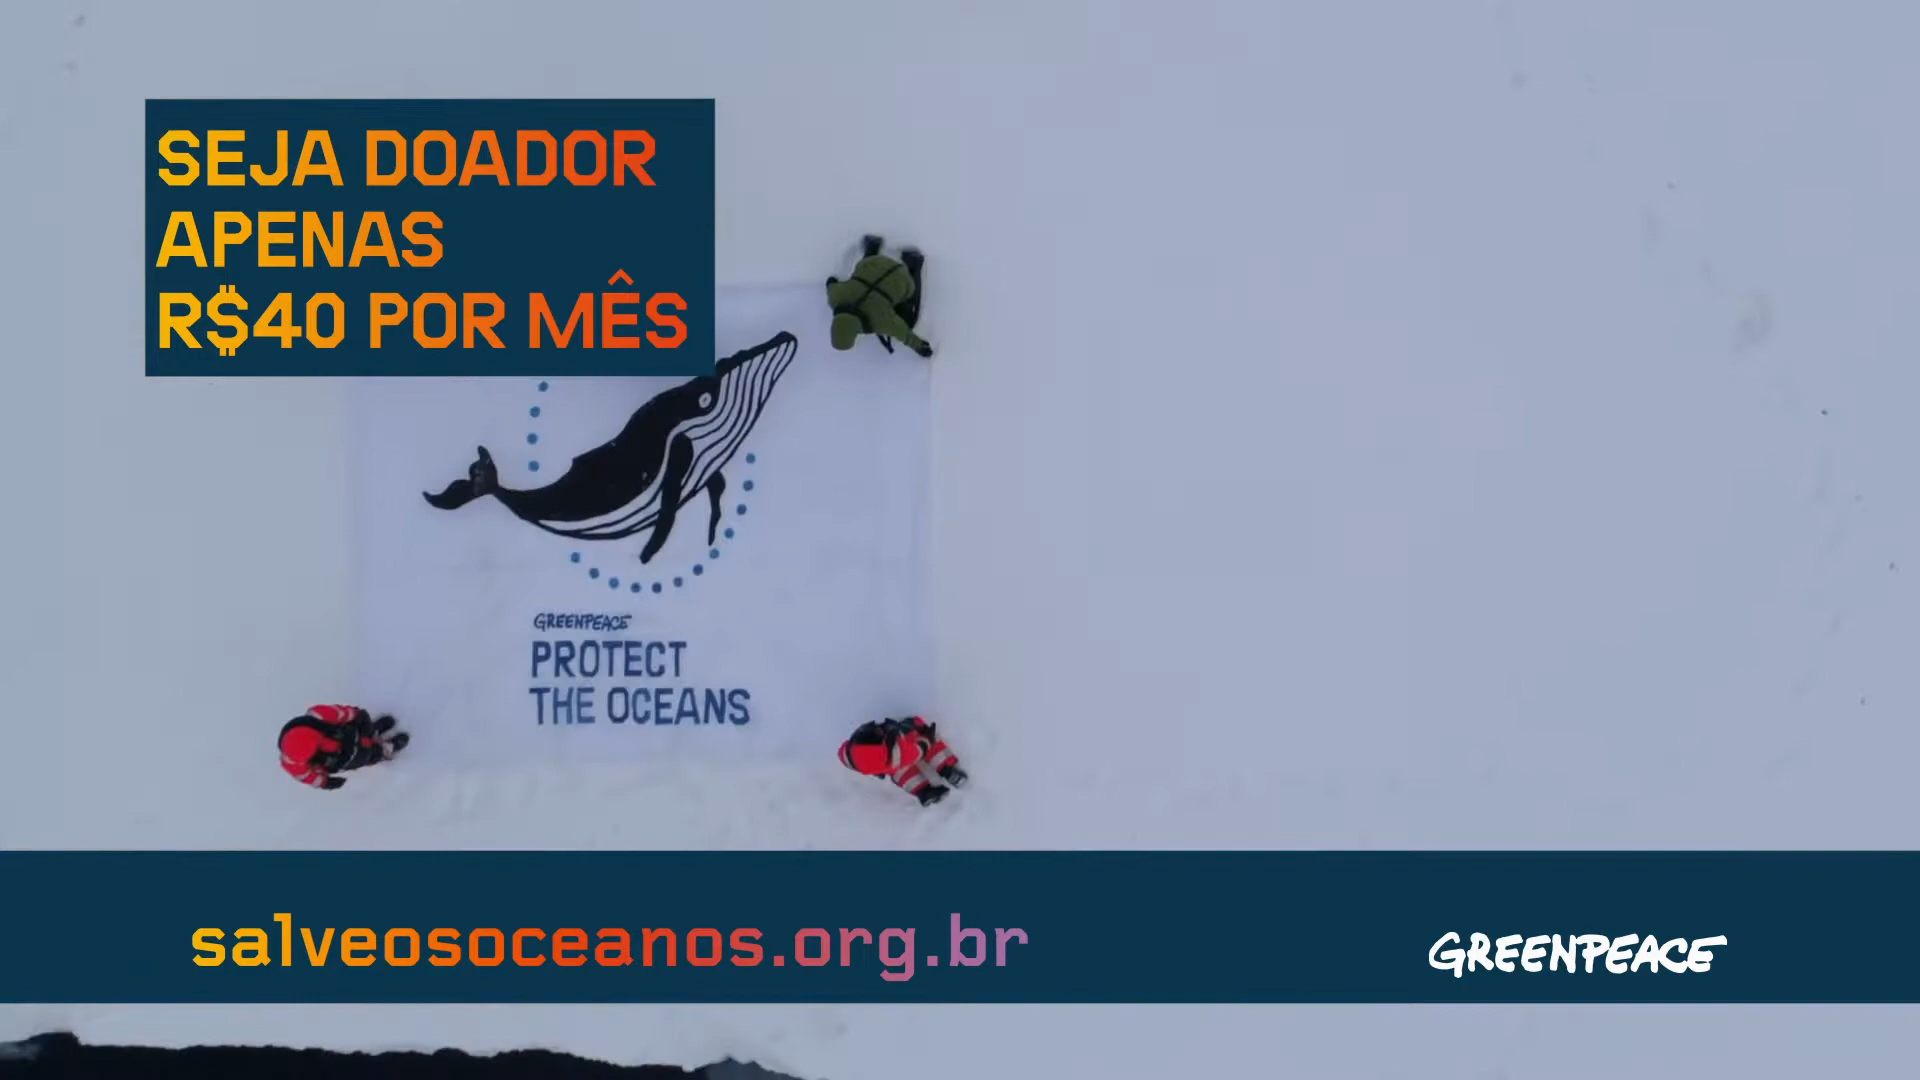 SEJA DOADOR
APENAS
R$40 POR MÊS
GREENPEACE
PROTECT
THE OCEANS
salveosoceanos.org.br
GREENPEACE